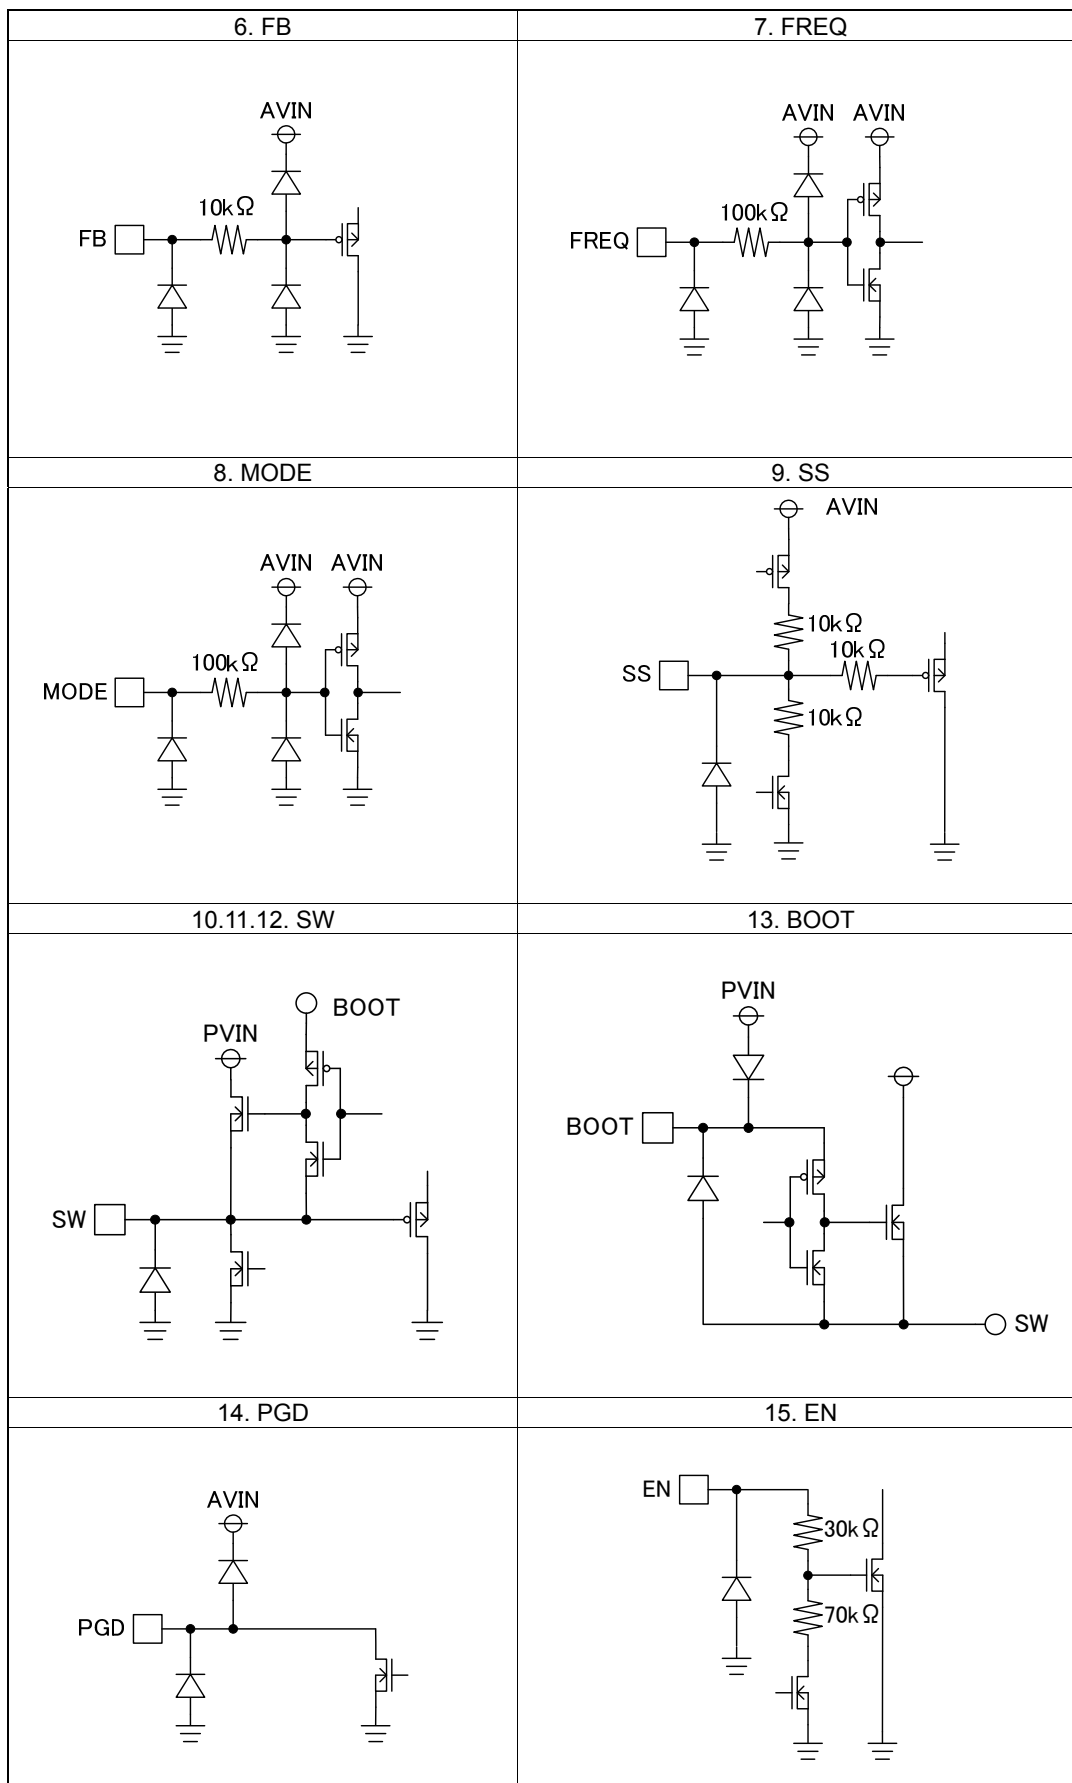 6. FB
7. FREQ
AVIN
10kΩ
FB
AVIN AVIN
100kΩ
FREQ
8. MODE
9. SS
AVIN AVIN
100kΩ
MODE
AVIN
10kΩ
10kΩ
SS
10kΩ
10.11.12. SW
13. BOOT
BOOT
PVIN
SW
PVIN
BOOT
SW
14. PGD
15. EN
AVIN
PGD
EN
30kΩ
70kΩ